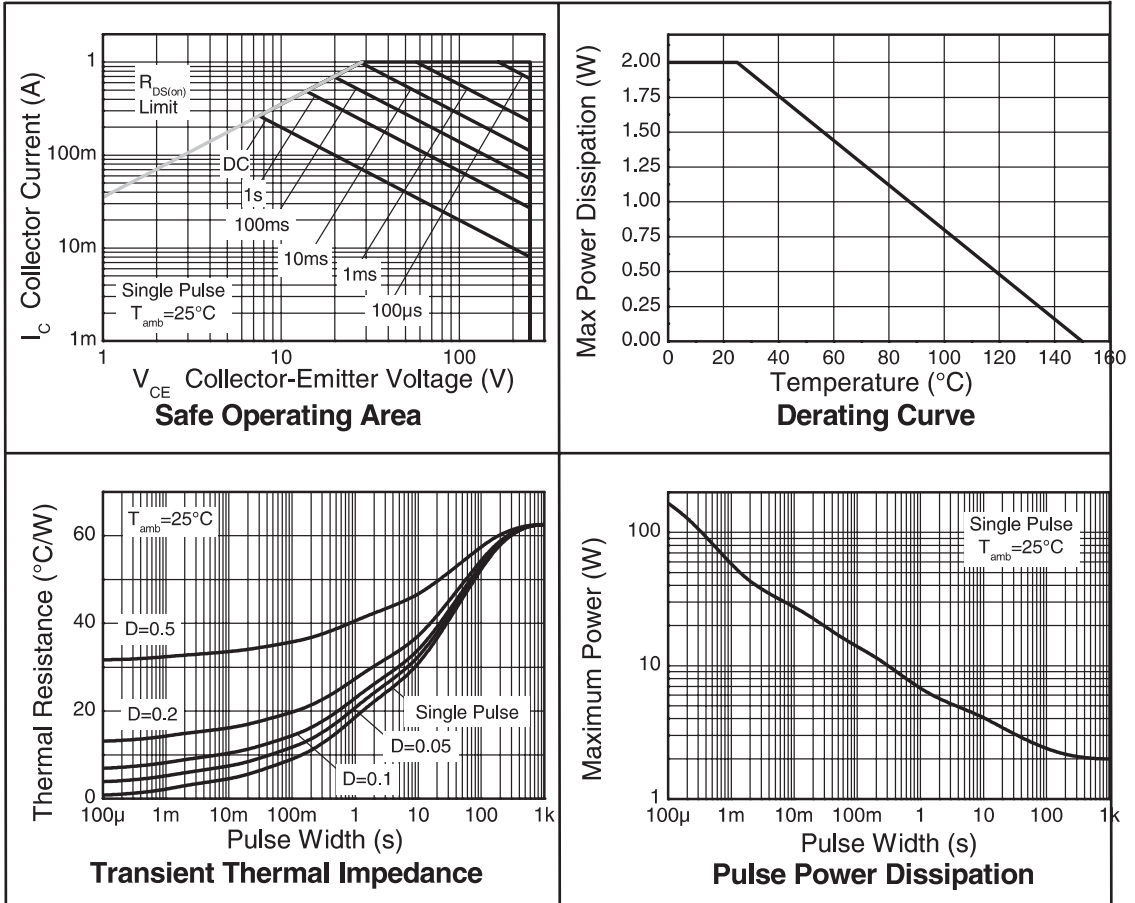 I_C Collector Current (A)
1
100m
10m
1m
R_DS(on)
Limit
DC
1s
100ms
10ms
1ms
100µs
Single Pulse
T_amb=25°C
1 10 100
V_CE Collector-Emitter Voltage (V)
Safe Operating Area
Max Power Dissipation (W)
2.00
1.75
1.50
1.25
1.00
0.75
0.50
0.25
0.00
0 20 40 60 80 100 120 140 160
Temperature (°C)
Derating Curve
Thermal Resistance (°C/W)
60
40
20
0
T_amb=25°C
D=0.5
D=0.2
Single Pulse
D=0.05
D=0.1
100µ 1m 10m 100m 1 10 100 1k
Pulse Width (s)
Transient Thermal Impedance
Maximum Power (W)
100
10
1
Single Pulse
T_amb=25°C
100µ 1m 10m 100m 1 10 100 1k
Pulse Width (s)
Pulse Power Dissipation